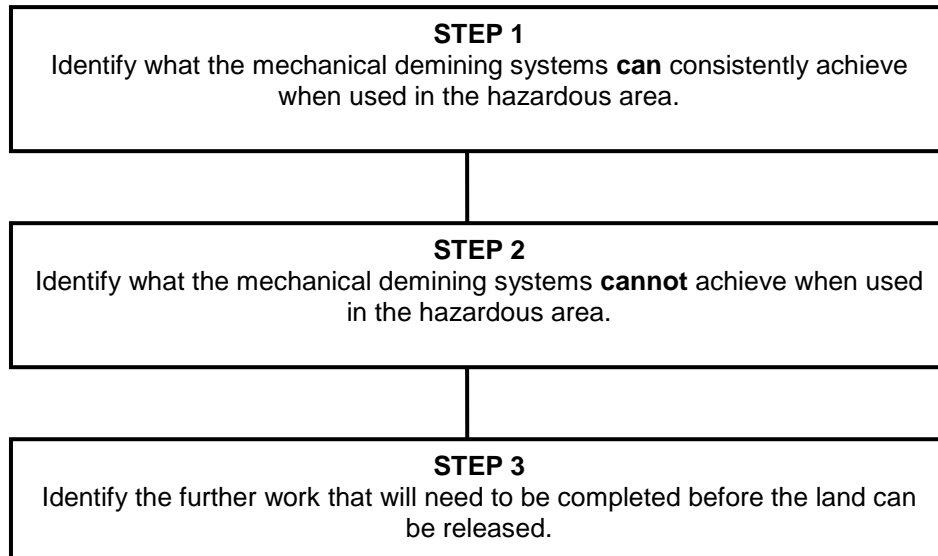 STEP 1
Identify what the mechanical demining systems can consistently achieve
when used in the hazardous area.
STEP 2
Identify what the mechanical demining systems cannot achieve when used
in the hazardous area.
STEP 3
Identify the further work that will need to be completed before the land can
be released.